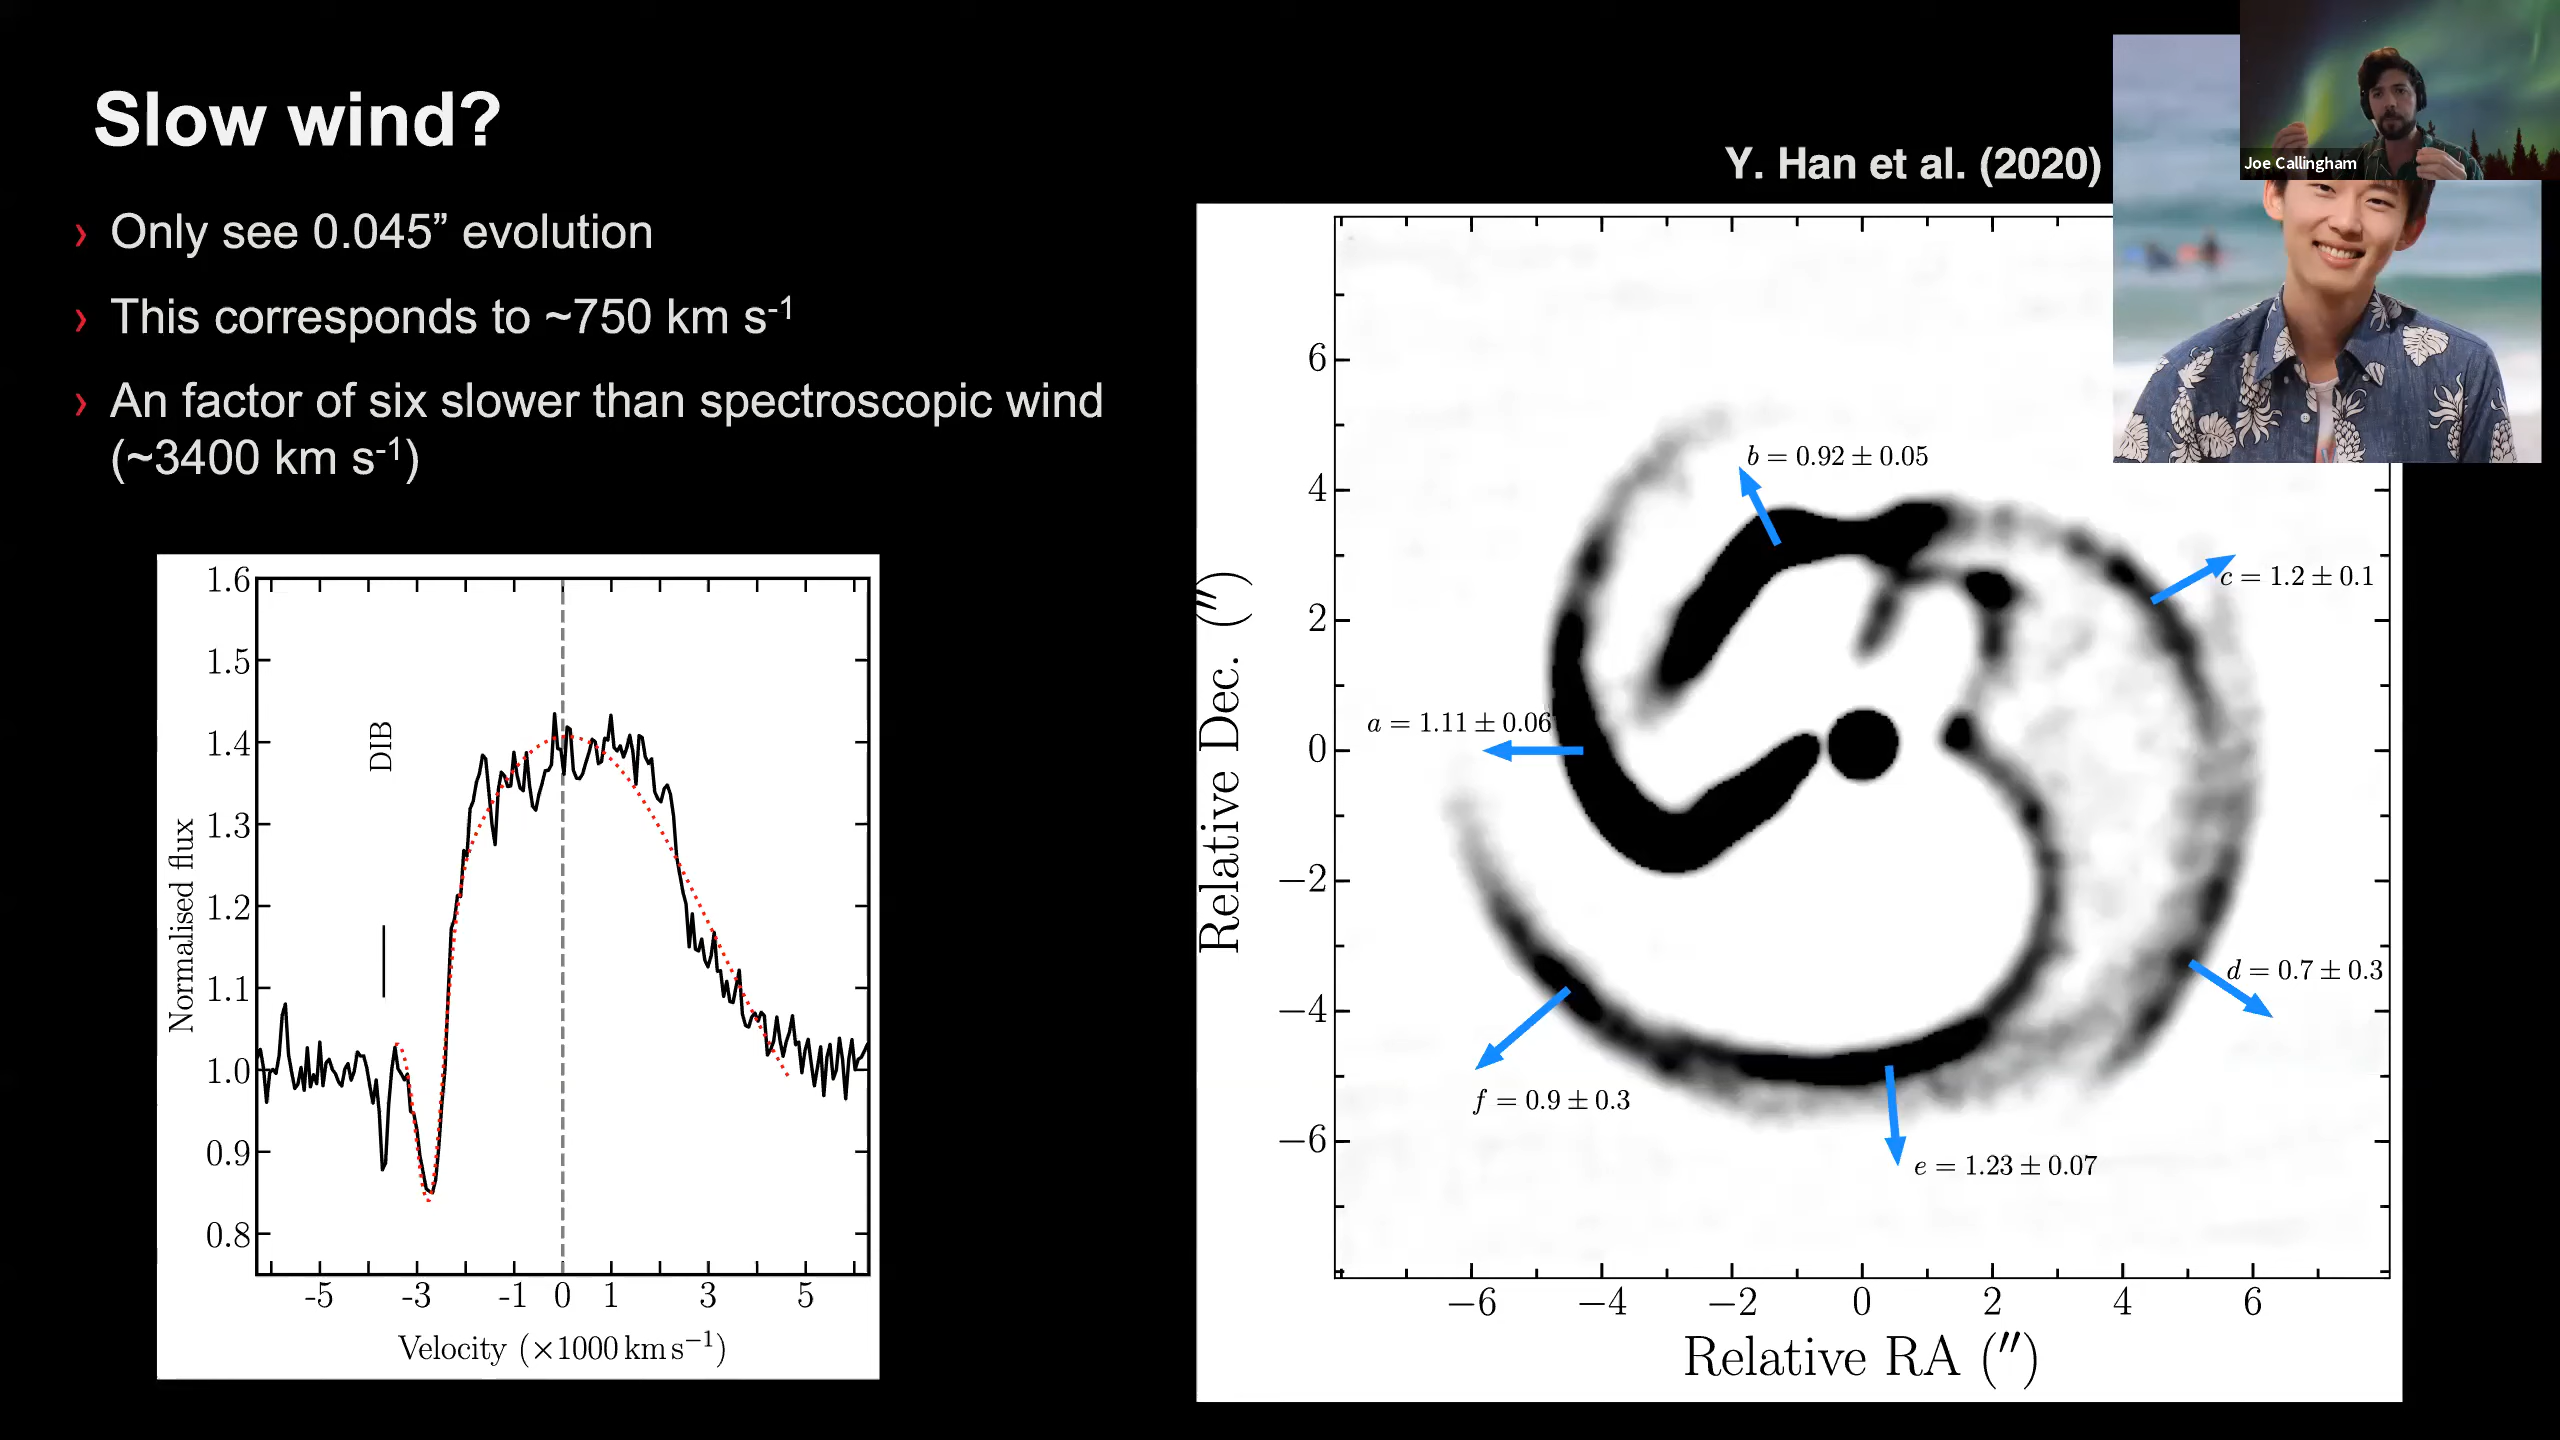 Slow wind?
› Only see 0.045” evolution
› This corresponds to ~750 km s-1
› An factor of six slower than spectroscopic wind
(~3400 km s-1)
Y. Han et al. (2020)
Joe Callingham
1.6
1.5
1.4
1.3
1.2
1.1
1.0
0.9
0.8
Normalised flux
DIB
-5 -3 -1 0 1 3 5
Velocity (×1000 km s−1)
Relative Dec. (″)
6
4
2
0
−2
−4
−6
b = 0.92 ± 0.05
c = 1.2 ± 0.1
a = 1.11 ± 0.06
d = 0.7 ± 0.3
f = 0.9 ± 0.3
e = 1.23 ± 0.07
−6 −4 −2 0 2 4 6
Relative RA (″)